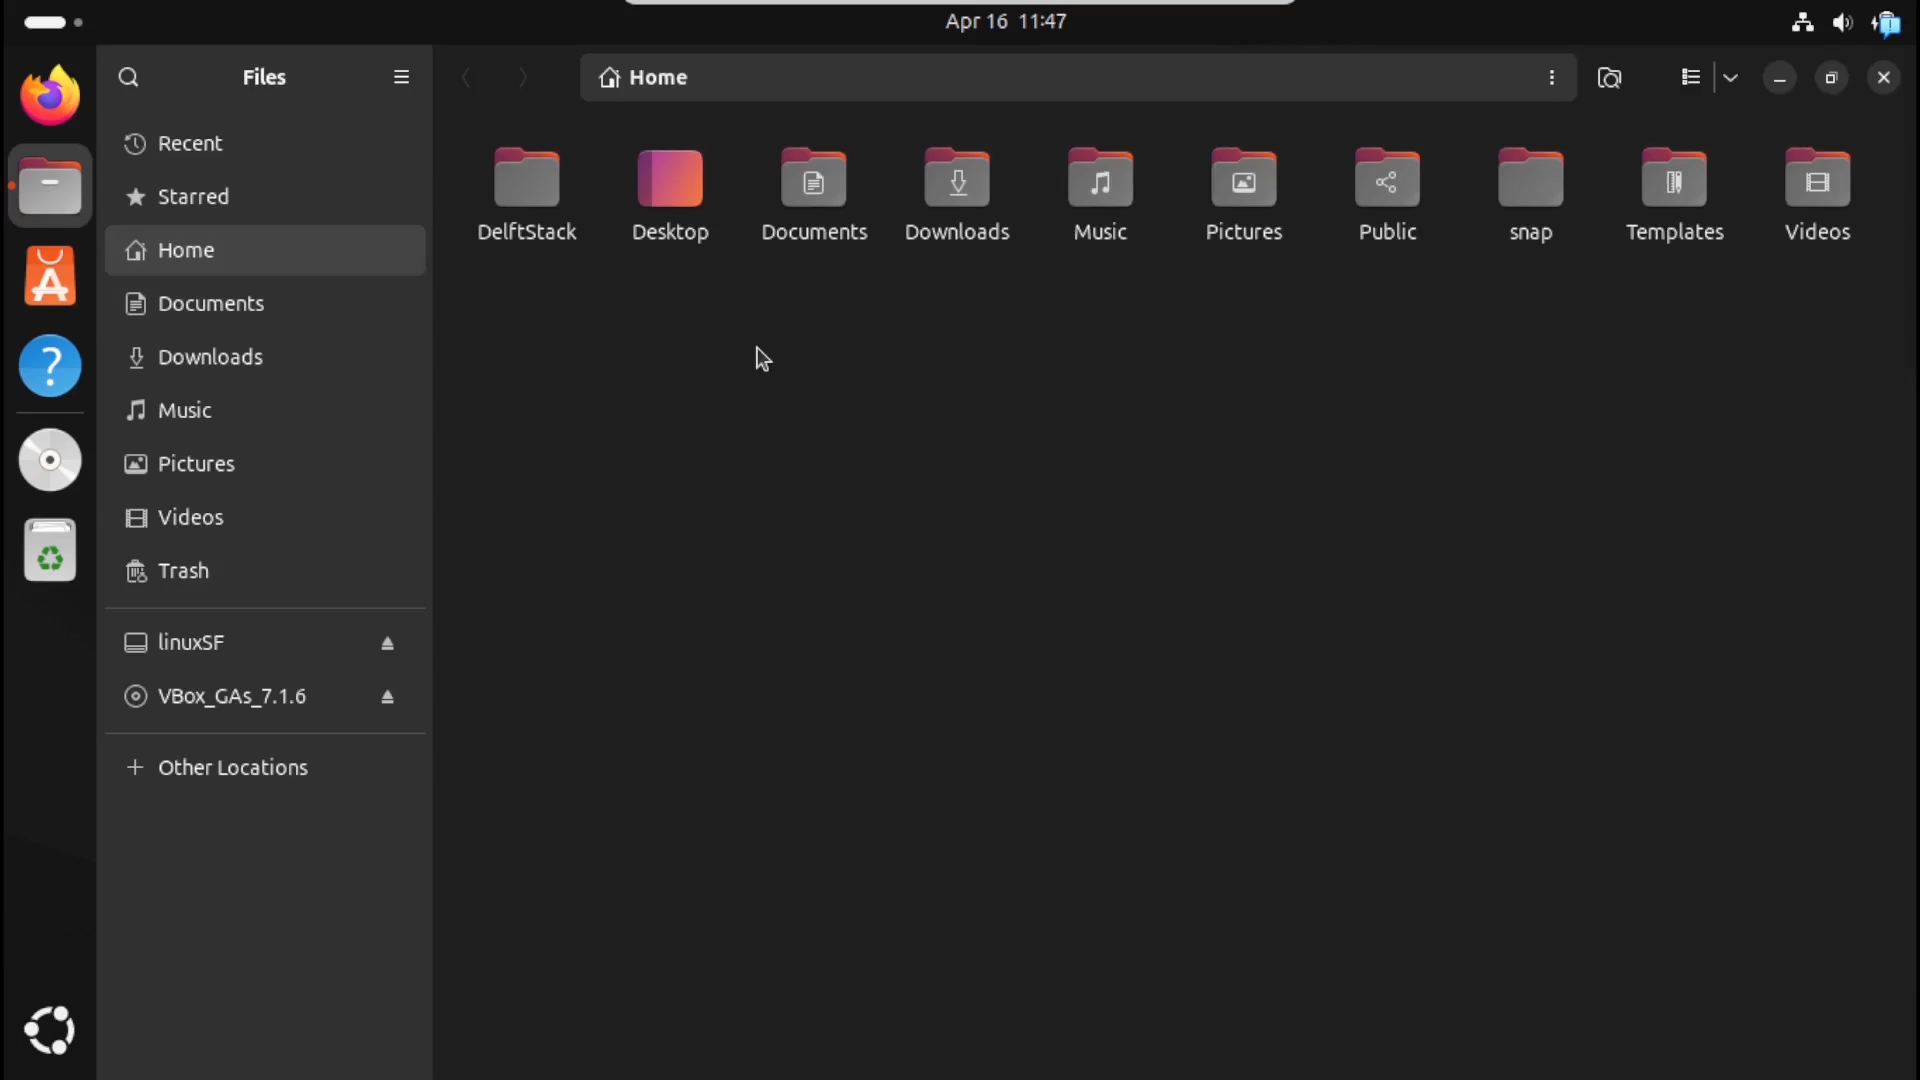 Apr 16 11:47
Files
Home
Recent
Starred
Home
Documents
Downloads
Music
Pictures
Videos
Trash
linuxSF
VBox_GAs_7.1.6
Other Locations
DelftStack
Desktop
Documents
Downloads
Music
Pictures
Public
snap
Templates
Videos